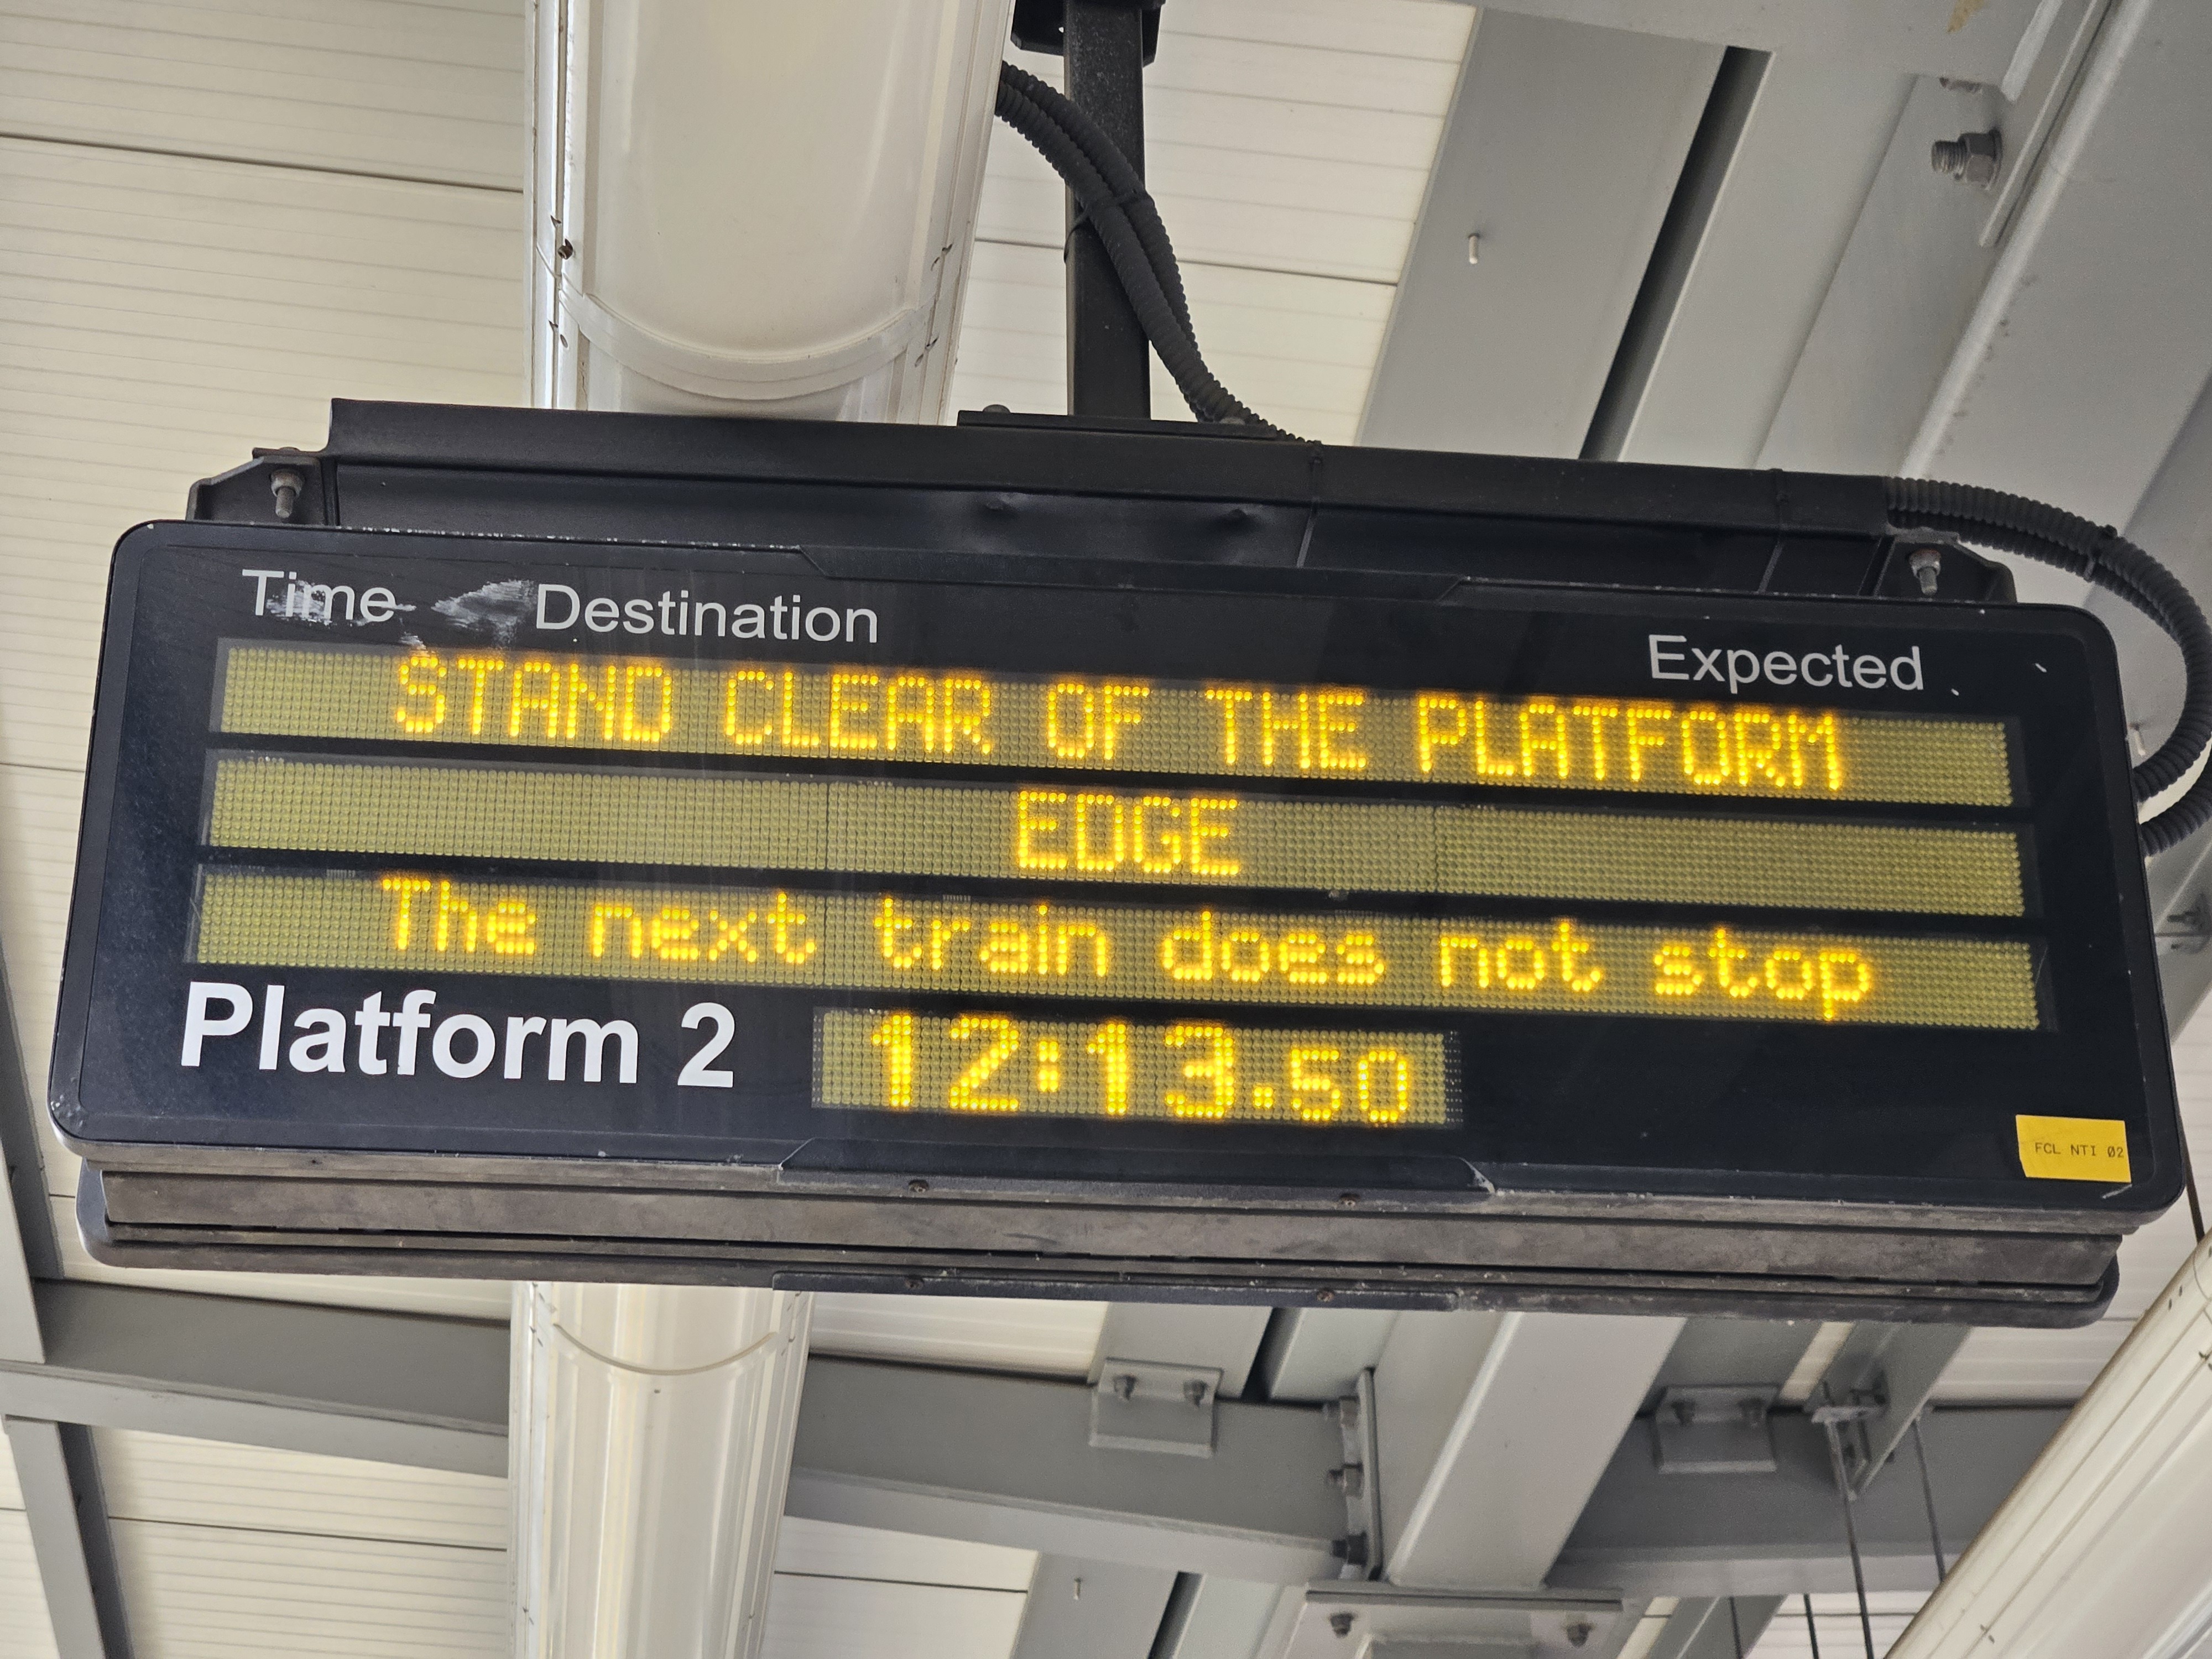 Time Destination Expected
STAND CLEAR OF THE PLATFORM
EDGE
The next train does not stop
Platform 2 12:13.50
FCL NTI 02